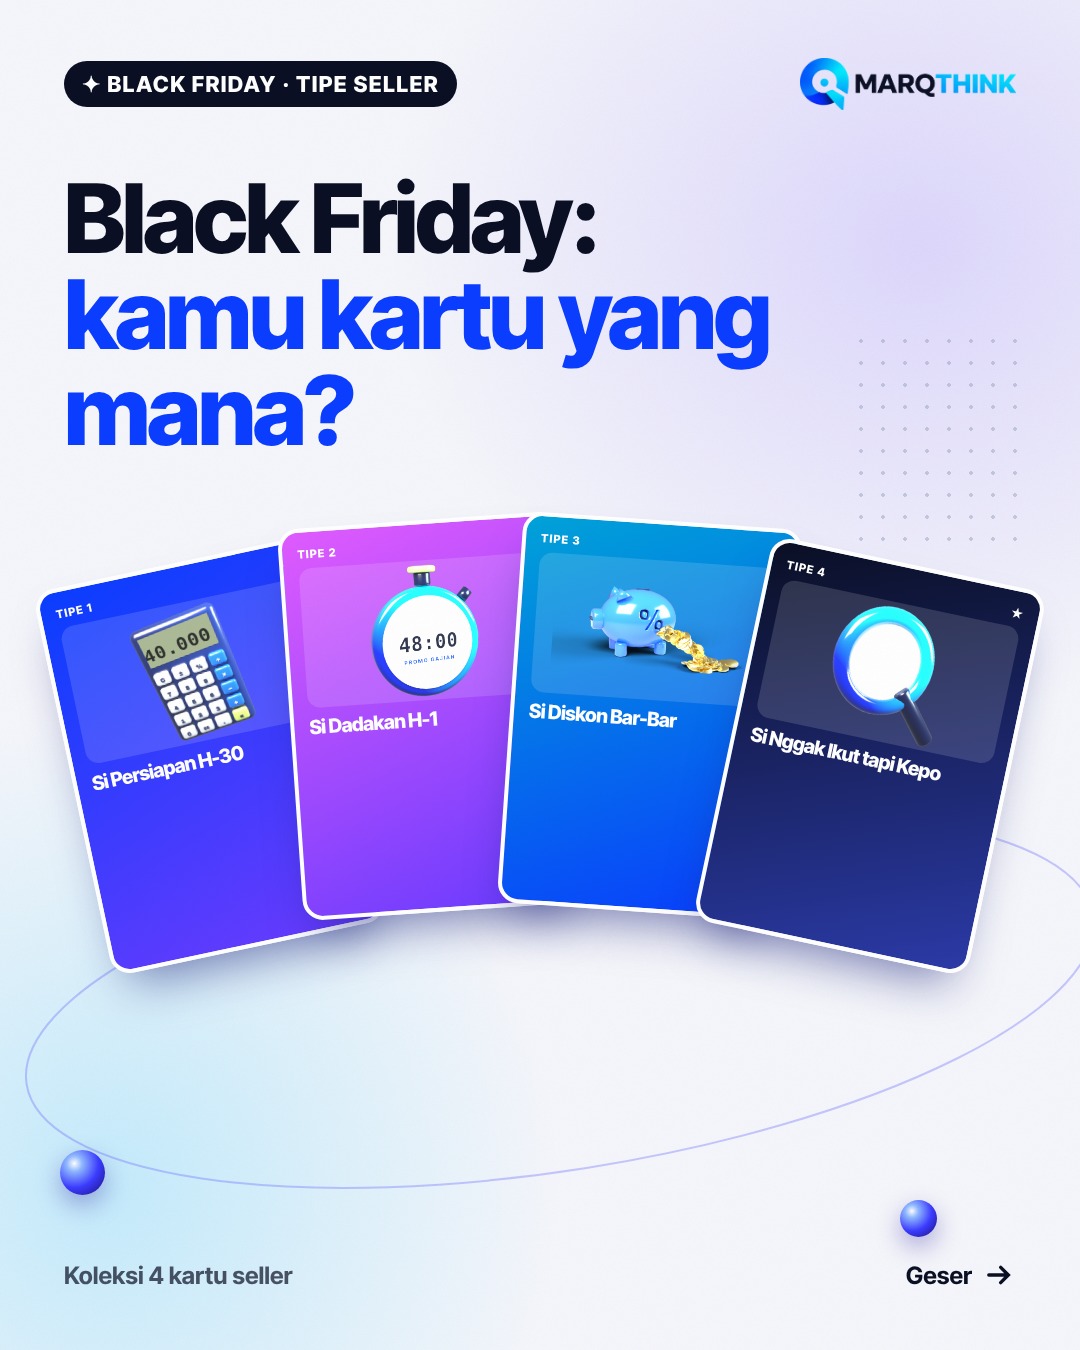 ✦ BLACK FRIDAY · TIPE SELLER
MARQTHINK
Black Friday:
kamu kartu yang
mana?
TIPE 1
40.000
Si Persiapan H-30
TIPE 2
48:00
PROMO GAJIAN
Si Dadakan H-1
TIPE 3
%
Si Diskon Bar-Bar
TIPE 4
★
Si Nggak Ikut tapi Kepo
Koleksi 4 kartu seller
Geser →